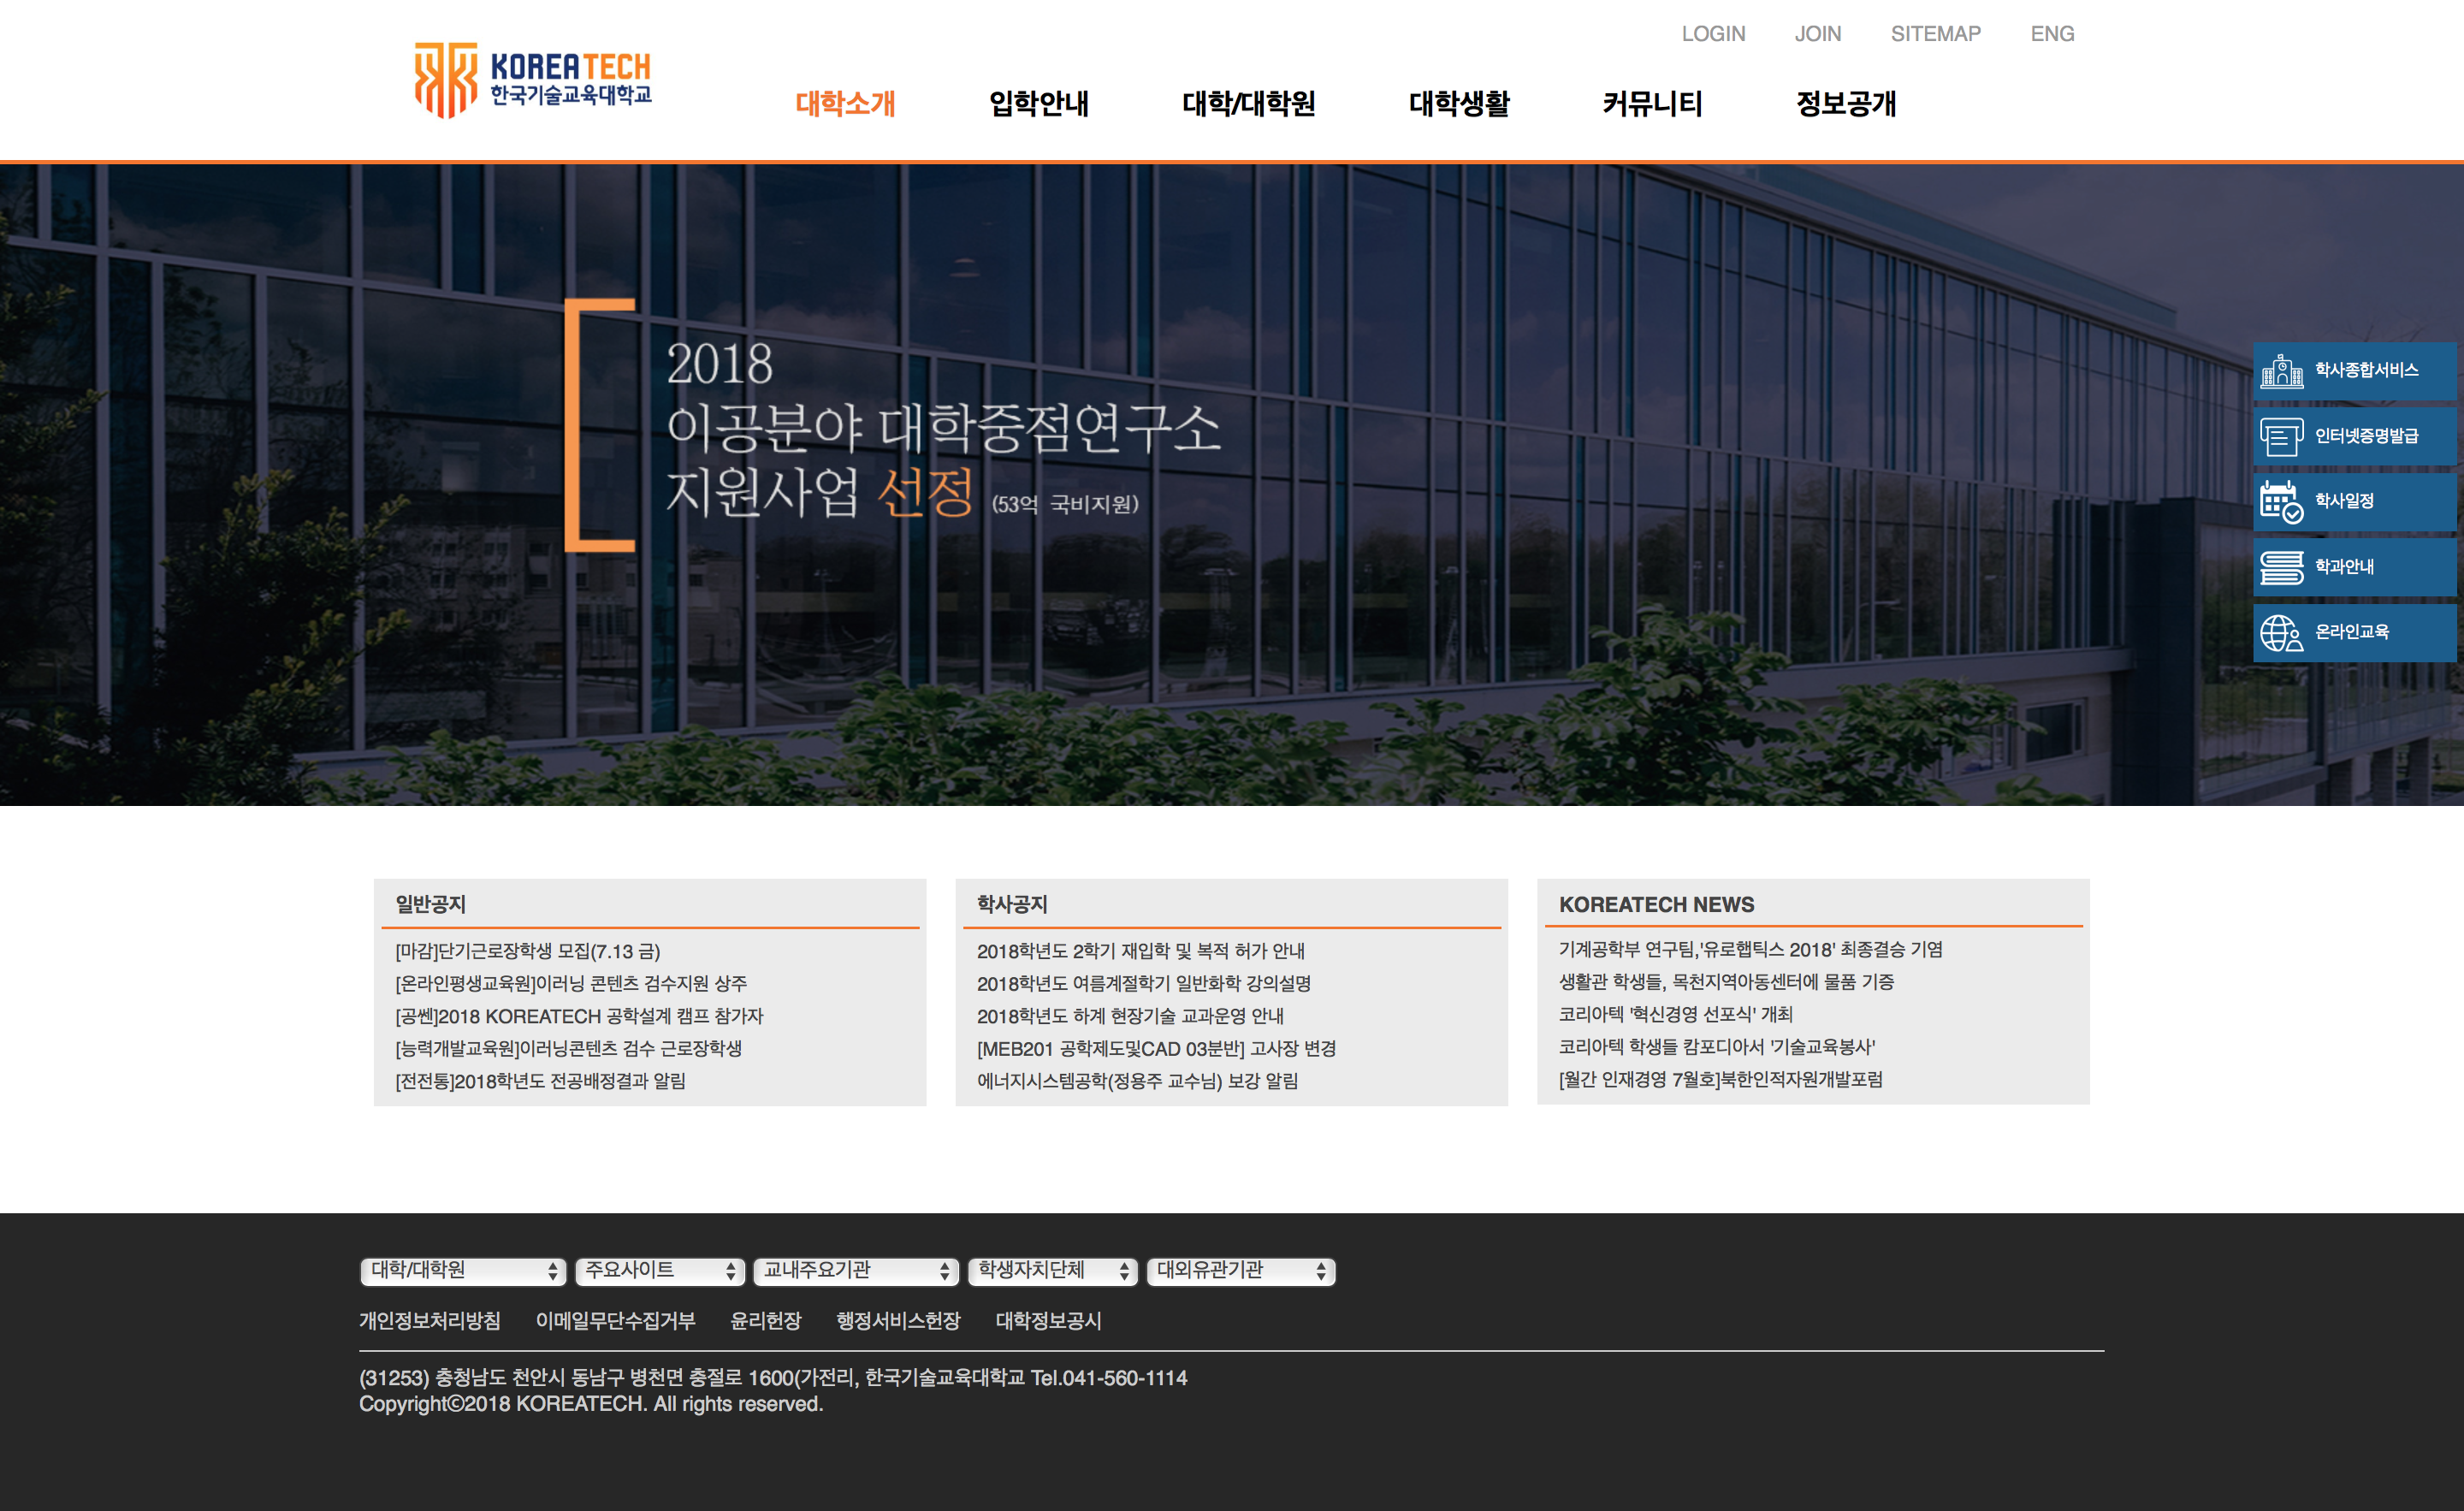 LOGIN JOIN SITEMAP ENG
KOREATECH
한국기술교육대학교
대학소개 입학안내 대학/대학원 대학생활 커뮤니티 정보공개
2018
이공분야 대학중점연구소
지원사업 선정 (53억 국비지원)
학사종합서비스
인터넷증명발급
학사일정
학과안내
온라인교육
일반공지
[마감]단기근로장학생 모집(7.13 금)
[온라인평생교육원]이러닝 콘텐츠 검수지원 상주
[공쎈]2018 KOREATECH 공학설계 캠프 참가자
[능력개발교육원]이러닝콘텐츠 검수 근로장학생
[전전통]2018학년도 전공배정결과 알림
학사공지
2018학년도 2학기 재입학 및 복적 허가 안내
2018학년도 여름계절학기 일반화학 강의설명
2018학년도 하계 현장기술 교과운영 안내
[MEB201 공학제도및CAD 03분반] 고사장 변경
에너지시스템공학(정용주 교수님) 보강 알림
KOREATECH NEWS
기계공학부 연구팀,'유로햅틱스 2018' 최종결승 기염
생활관 학생들, 목천지역아동센터에 물품 기증
코리아텍 '혁신경영 선포식' 개최
코리아텍 학생들 캄포디아서 '기술교육봉사'
[월간 인재경영 7월호]북한인적자원개발포럼
대학/대학원 주요사이트 교내주요기관 학생자치단체 대외유관기관
개인정보처리방침 이메일무단수집거부 윤리헌장 행정서비스헌장 대학정보공시
(31253) 충청남도 천안시 동남구 병천면 충절로 1600(가전리, 한국기술교육대학교 Tel.041-560-1114
Copyrightⓒ2018 KOREATECH. All rights reserved.